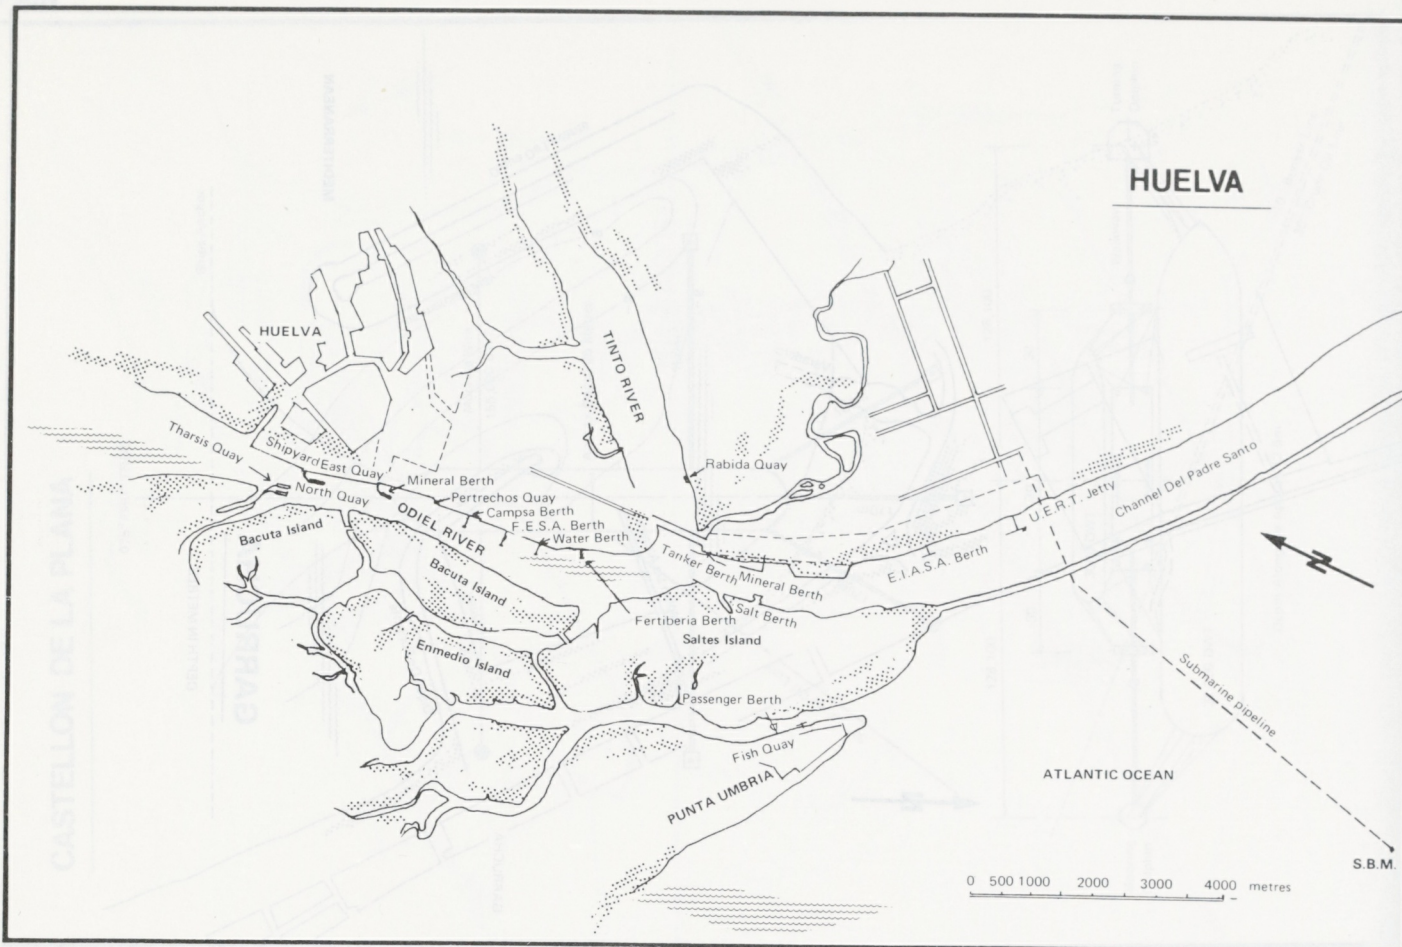 HUELVA
HUELVA
TINTO RIVER
Tharsis Quay
Shipyard
East Quay
North Quay
Mineral Berth
Pertrechos Quay
Campsa Berth
F.E.S.A. Berth
Water Berth
ODIEL RIVER
Rabida Quay
Bacuta Island
Bacuta Island
Tanker Berth
Mineral Berth
E.I.A.S.A. Berth
U.E.R.T. Jetty
Channel Del Padre Santo
N
Fertiberia Berth
Salt Berth
Saltes Island
Enmedio Island
Passenger Berth
Fish Quay
PUNTA UMBRIA
Submarine pipeline
ATLANTIC OCEAN
S.B.M.
0 500 1000 2000 3000 4000 metres
CASTELLON DE LA PLANA